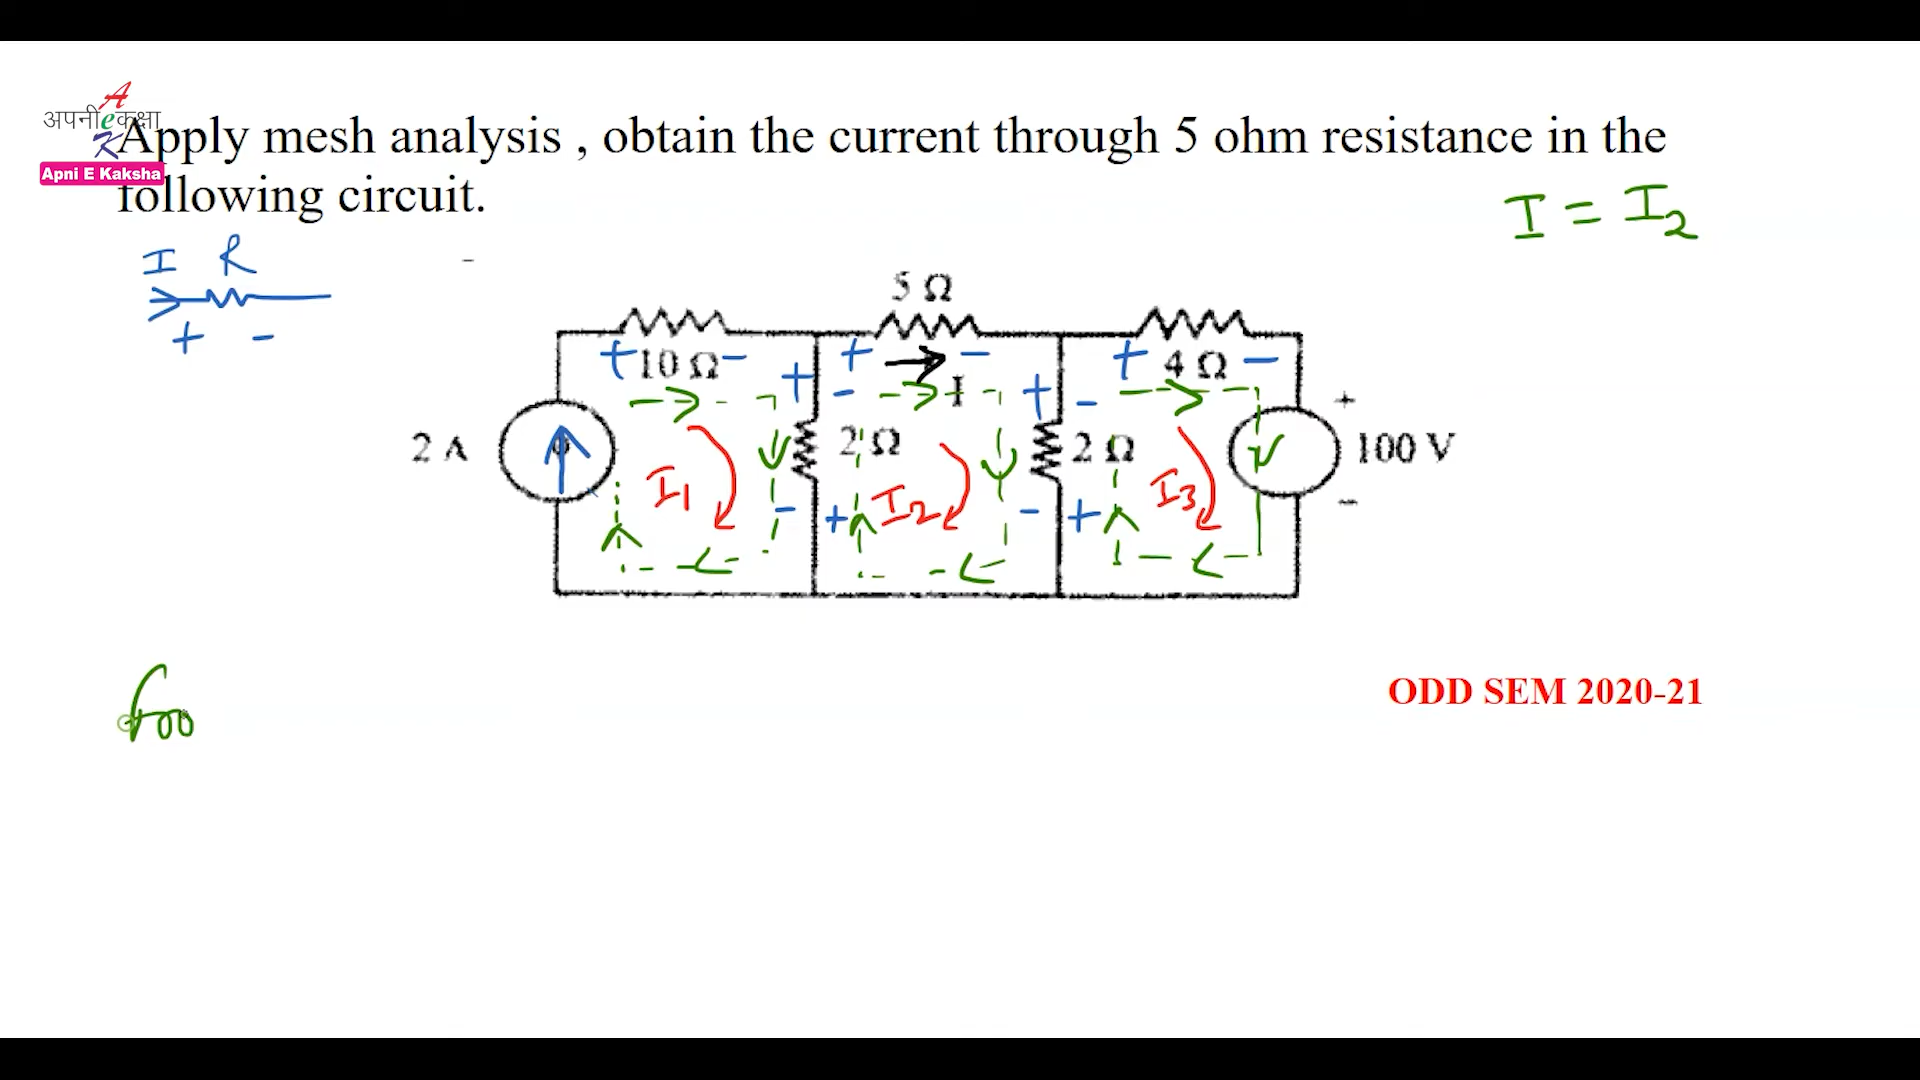 A
अपनी e कक्षा
K
Apni E Kaksha
Apply mesh analysis , obtain the current through 5 ohm resistance in the
following circuit.
I = I2
I R
+ -
5 Ω
+ 10 Ω -
+ -
I
+ 4 Ω -
+ -
+ -
+
2 A
2 Ω
2 Ω
100 V
I1
I2
I3
- +
- +
-
ODD SEM 2020-21